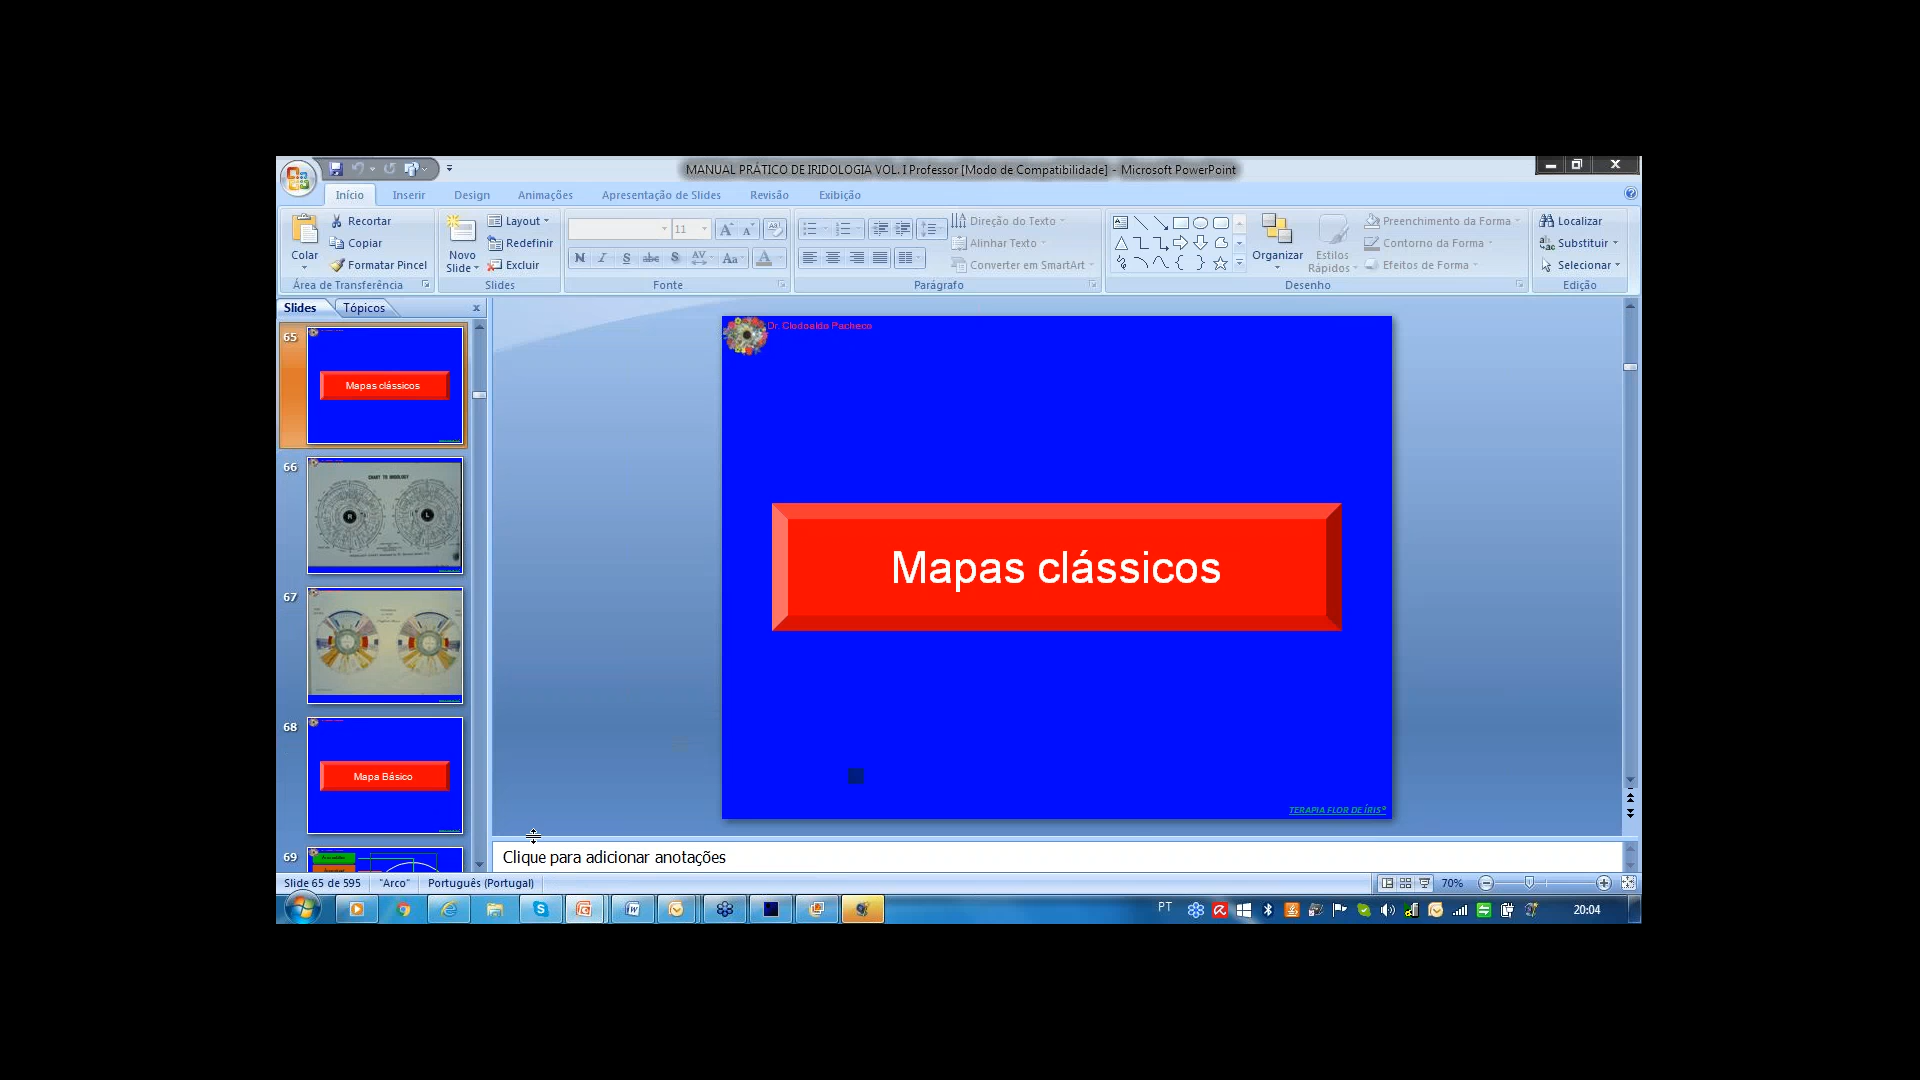 MANUAL PRÁTICO DE IRIDOLOGIA VOL. I Professor [Modo de Compatibilidade] - Microsoft PowerPoint
Início Inserir Design Animações Apresentação de Slides Revisão Exibição
Colar
Recortar
Copiar
Formatar Pincel
Área de Transferência
Novo Slide
Layout
Redefinir
Excluir
Slides
11
Fonte
Direção do Texto
Alinhar Texto
Converter em SmartArt
Parágrafo
Organizar
Estilos Rápidos
Preenchimento da Forma
Contorno da Forma
Efeitos de Forma
Desenho
Localizar
Substituir
Selecionar
Edição
Slides Tópicos
65
Mapas clássicos
66
CHART TO IRIDOLOGY
R L
67
68
Mapa Básico
69
Dr. Clodoaldo Pacheco
Mapas clássicos
TERAPIA FLOR DE ÍRIS®
Clique para adicionar anotações
Slide 65 de 595 "Arco" Português (Portugal) 70%
PT 20:04